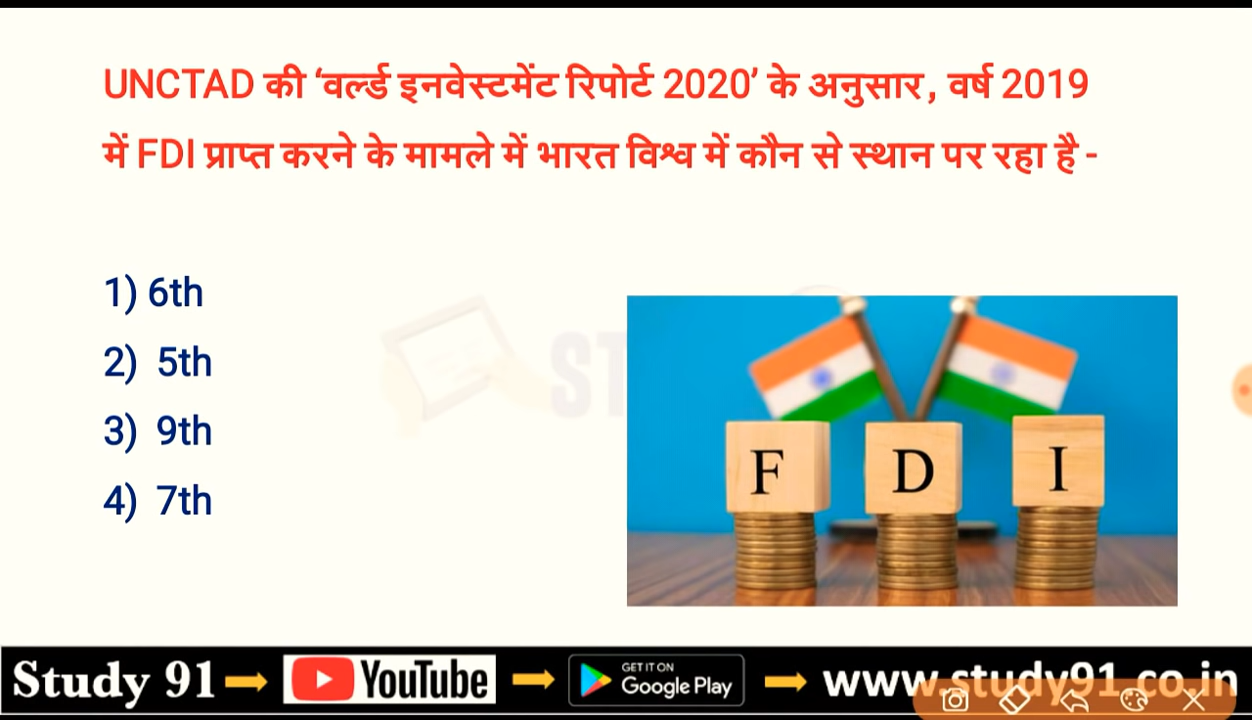 UNCTAD की ‘वर्ल्ड इनवेस्टमेंट रिपोर्ट 2020’ के अनुसार, वर्ष 2019
में FDI प्राप्त करने के मामले में भारत विश्व में कौन से स्थान पर रहा है -
1) 6th
2) 5th
3) 9th
4) 7th
ST
F D I
Study 91 YouTube GET IT ON Google Play www.study91.co.in